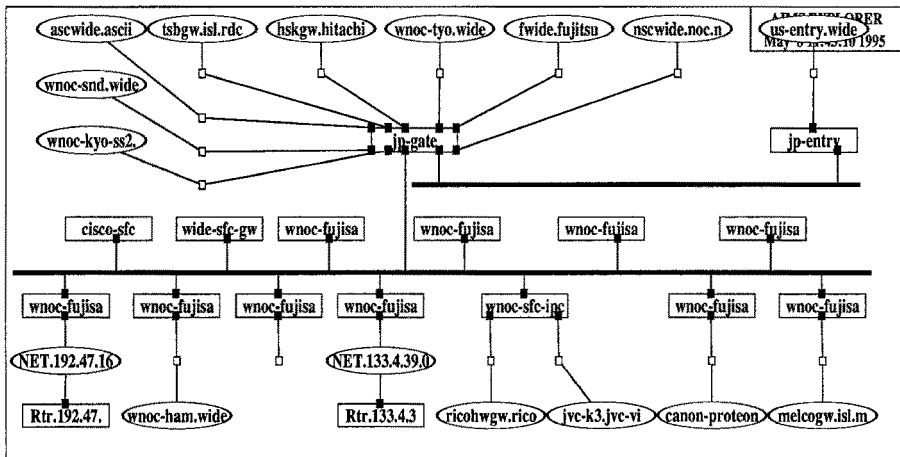 ascwide.ascii tsbgw.isl.rdc hskgw.hitachi wnoc-tyo.wide fwide.fujitsu nscwide.noc.n us-entry.wide
1995
wnoc-snd.wide
wnoc-kyo-ss2. jp-gate jp-entry
cisco-sfc wide-sfc-gw wnoc-fujisa wnoc-fujisa wnoc-fujisa wnoc-fujisa
wnoc-fujisa wnoc-fujisa wnoc-fujisa wnoc-fujisa wnoc-sfc-ipc wnoc-fujisa wnoc-fujisa
NET.192.47.16 NET.133.4.39.0
Rtr.192.47. wnoc-ham.wide Rtr.133.4.3 ricohwgw.rico jvc-k3.jvc-vi canon-proteon melcogw.isl.m